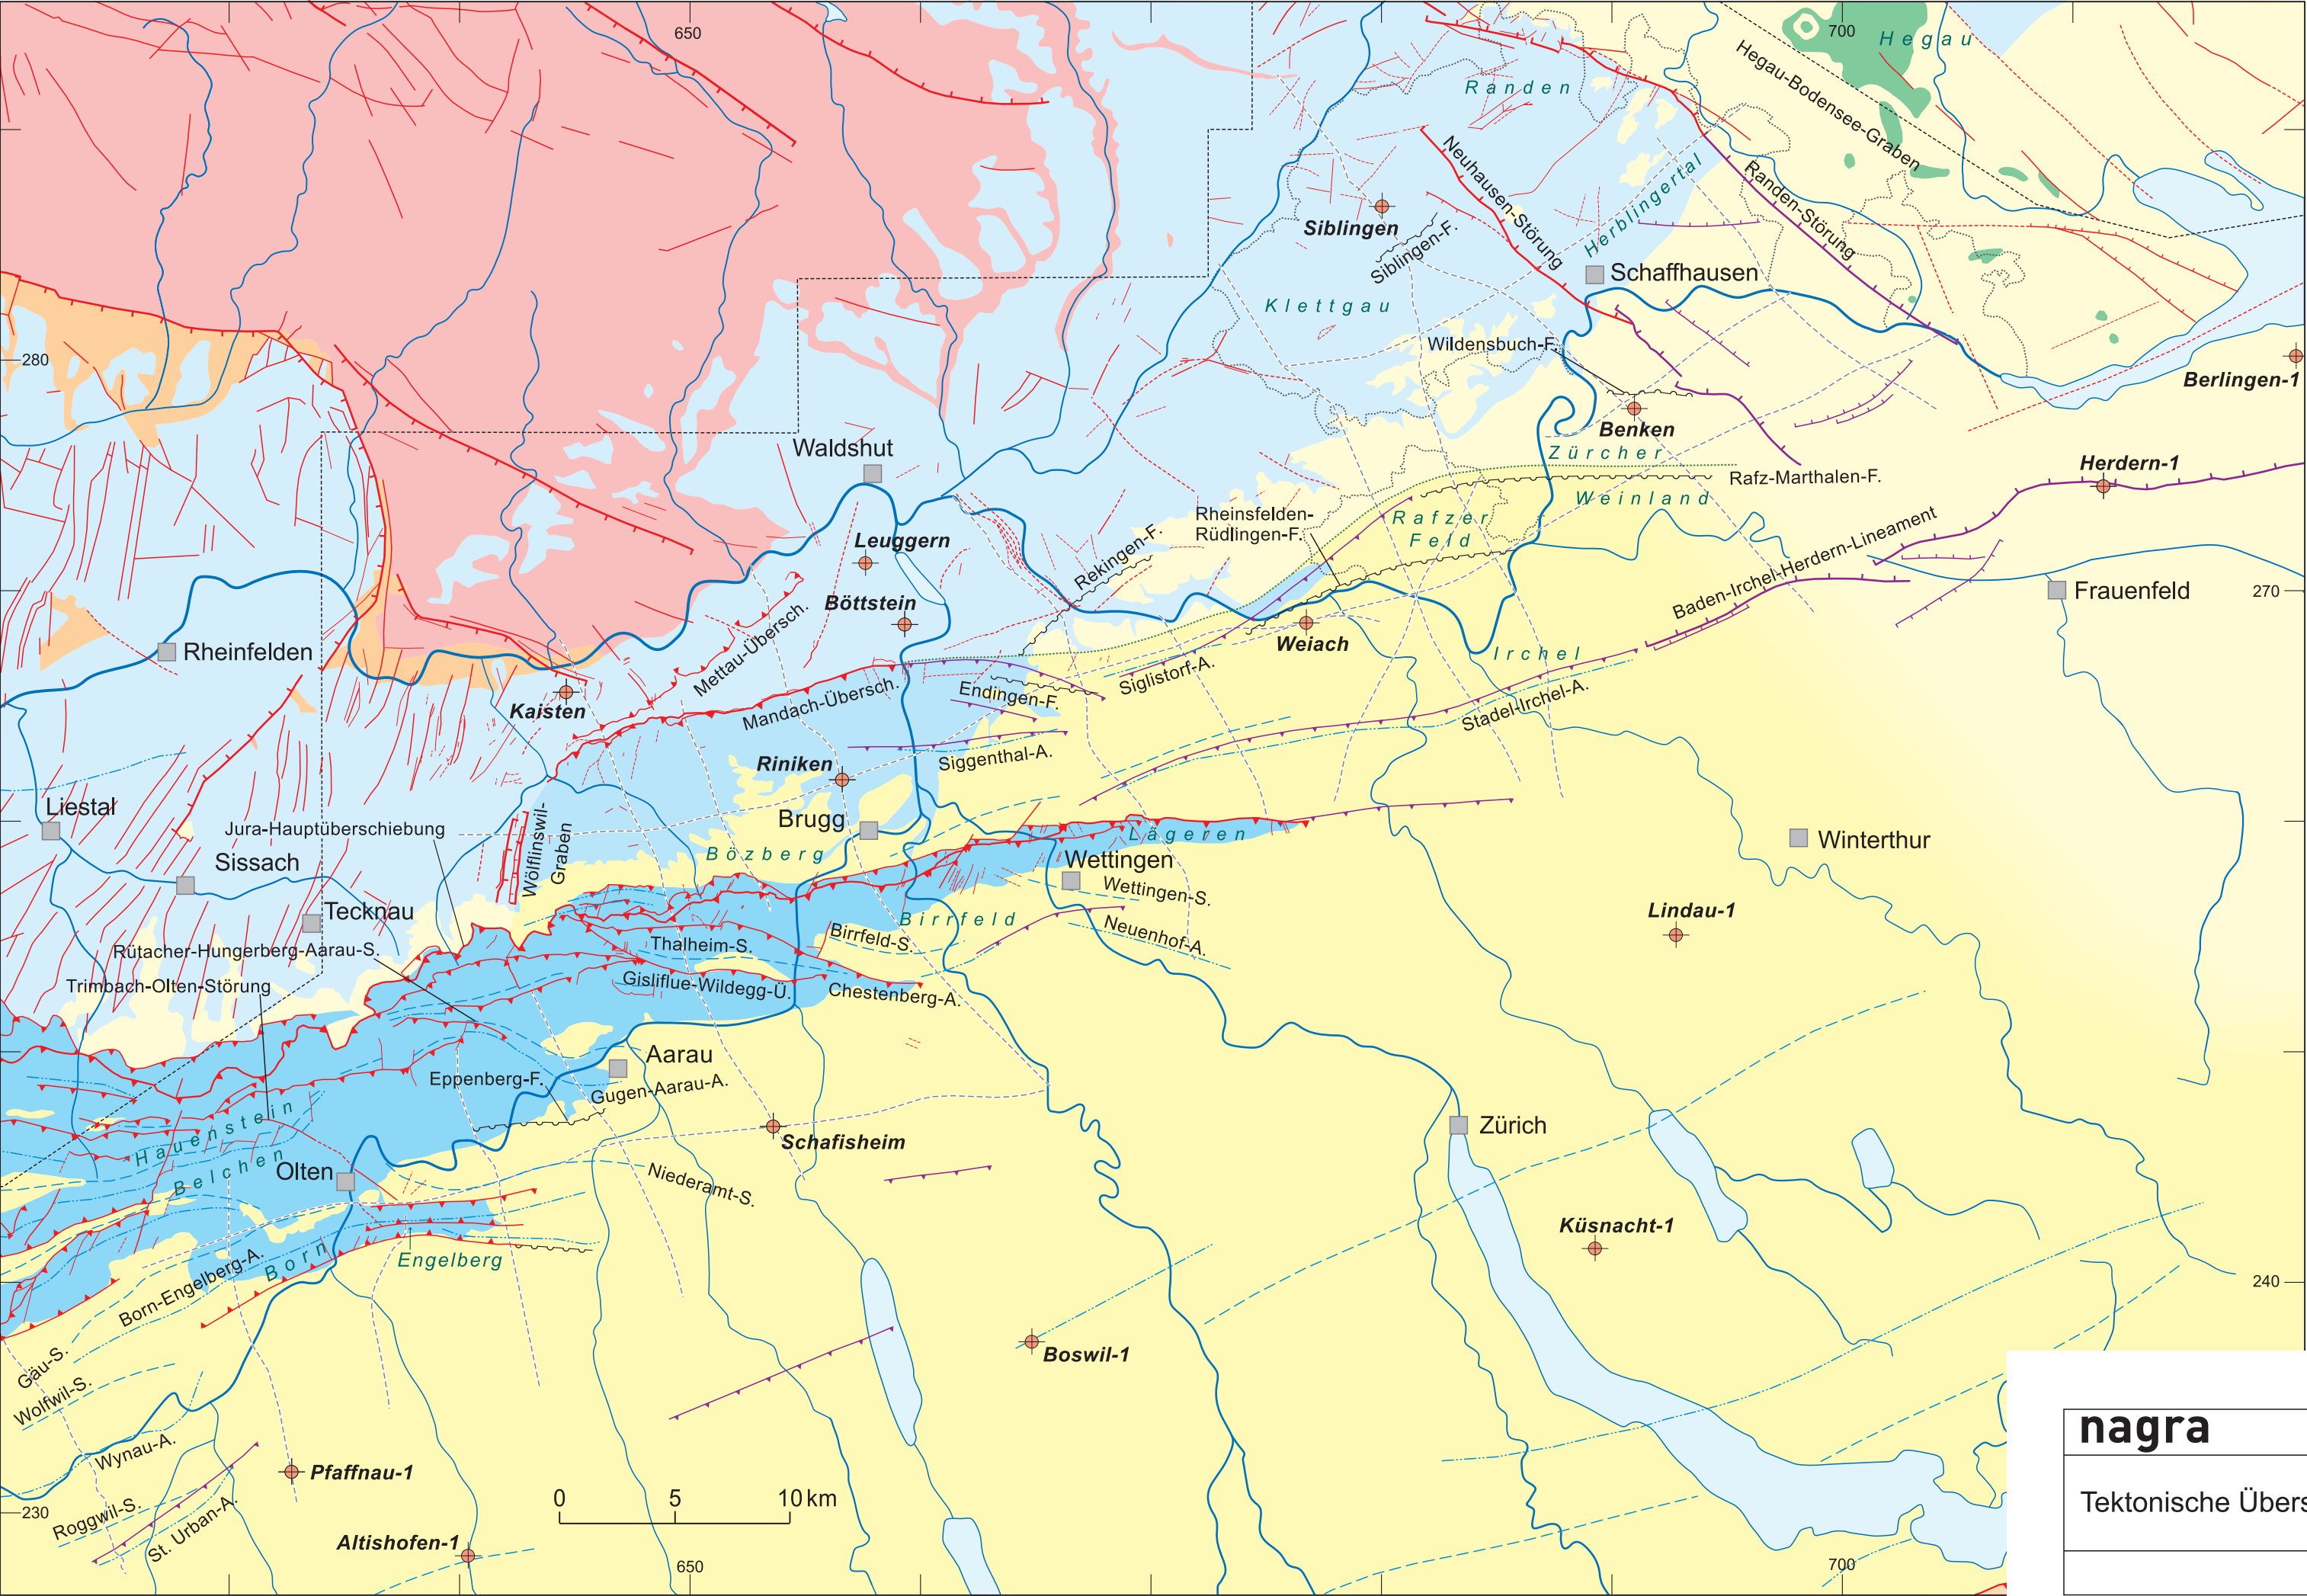 650
700
Hegau
Hegau-Bodensee-Graben
Randen
Neuhausen-Störung
Herblingertal
Randen-Störung
Siblingen
Siblingen-F.
Schaffhausen
Klettgau
Wildensbuch-F.
280
Berlingen-1
Benken
Waldshut
Zürcher
Weinland
Rafz-Marthalen-F.
Herdern-1
Rheinsfelden-
Rüdlingen-F.
Rafzer
Feld
Leuggern
Rekingen-F.
Baden-Irchel-Herdern-Lineament
Böttstein
270
Frauenfeld
Rheinfelden
Mettau-Übersch.
Weiach
Irchel
Kaisten
Mandach-Übersch.
Endingen-F.
Siglistorf-A.
Stadel-Irchel-A.
Riniken
Siggenthal-A.
Liestal
Jura-Hauptüberschiebung
Wölflinswil-
Graben
Brugg
Bözberg
Lägeren
Winterthur
Sissach
Wettingen
Wettingen-S.
Tecknau
Birrfeld
Lindau-1
Rütacher-Hungerberg-Aarau-S.
Thalheim-S.
Birrfeld-S.
Neuenhof-A.
Trimbach-Olten-Störung
Gisliflue-Wildegg-Ü.
Chestenberg-A.
Aarau
Eppenberg-F.
Gugen-Aarau-A.
Hauenstein
Belchen
Schafisheim
Zürich
Olten
Niederamt-S.
Küsnacht-1
Born-Engelberg-A.
Born
Engelberg
240
Gäu-S.
Boswil-1
Wolfwil-S.
Wynau-A.
nagra
Pfaffnau-1
230
Roggwil-S.
St. Urban-A.
0 5 10 km
Tektonische Übers
Altishofen-1
650
700